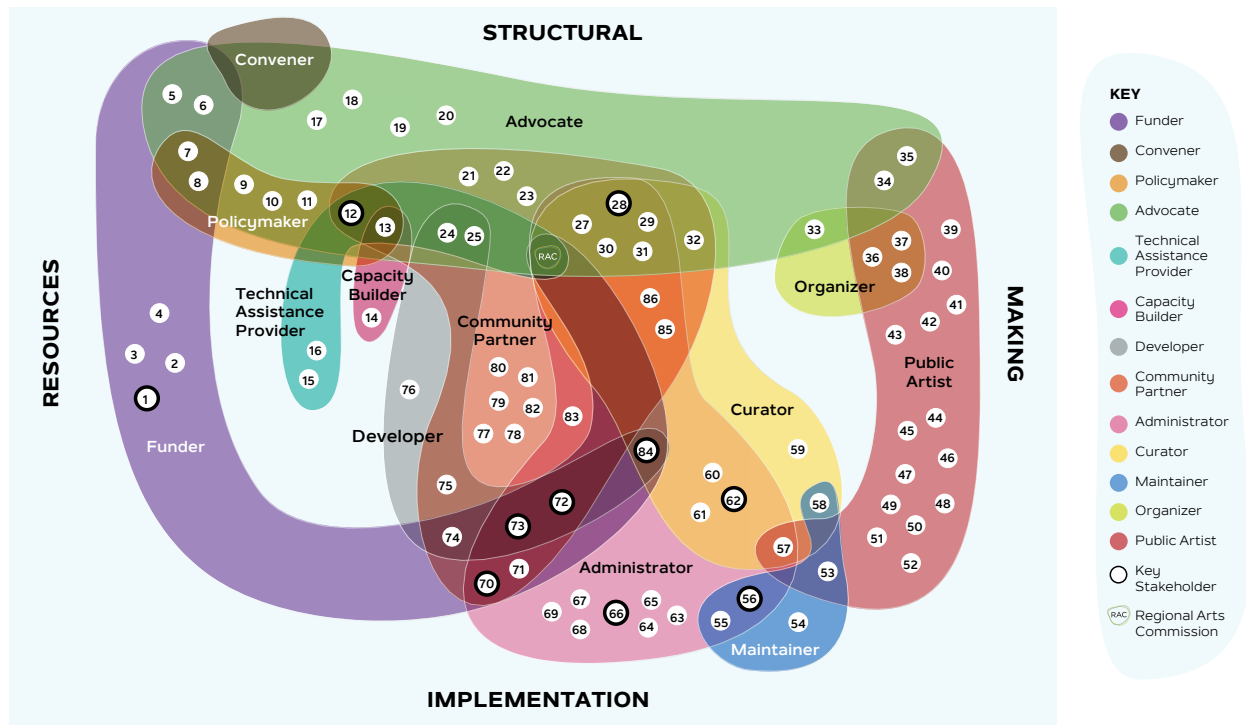 STRUCTURAL
Convener
5
6
18
17
19
20
Advocate
7
8
9
10
11
Policymaker
12
13
21
22
23
24
25
RAC
27
28
29
30
31
32
33
34
35
36
37
38
Organizer
39
40
41
42
43
Public
Artist
RESOURCES
MAKING
4
3
2
1
Funder
Technical
Assistance
Provider
16
15
Capacity
Builder
14
Community
Partner
80
81
79
82
77
78
83
76
Developer
75
74
86
85
84
72
73
70
71
Curator
59
60
62
61
58
57
44
45
46
47
48
49
50
51
52
53
Administrator
67
65
69
66
63
68
64
56
55
54
Maintainer
IMPLEMENTATION
KEY
Funder
Convener
Policymaker
Advocate
Technical
Assistance
Provider
Capacity
Builder
Developer
Community
Partner
Administrator
Curator
Maintainer
Organizer
Public Artist
Key
Stakeholder
RAC
Regional Arts
Commission